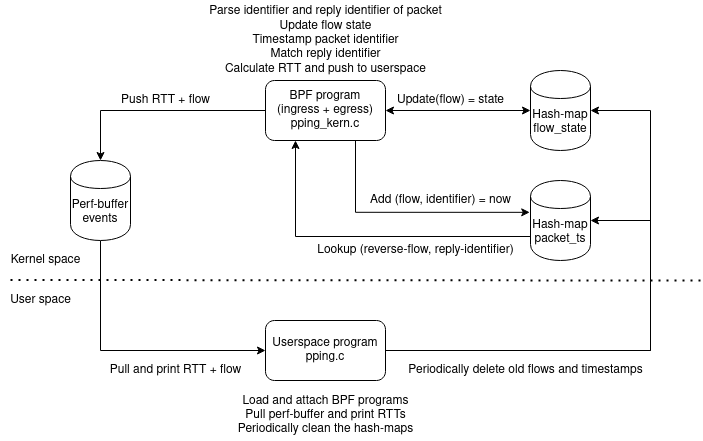 Parse identifier and reply identifier of packet
Update flow state
Timestamp packet identifier
Match reply identifier
Calculate RTT and push to userspace
Push RTT + flow
BPF program
(ingress + egress)
pping_kern.c
Update(flow) = state
Hash-map
flow_state
Perf-buffer
events
Add (flow, identifier) = now
Hash-map
packet_ts
Lookup (reverse-flow, reply-identifier)
Kernel space
User space
Userspace program
pping.c
Pull and print RTT + flow
Periodically delete old flows and timestamps
Load and attach BPF programs
Pull perf-buffer and print RTTs
Periodically clean the hash-maps